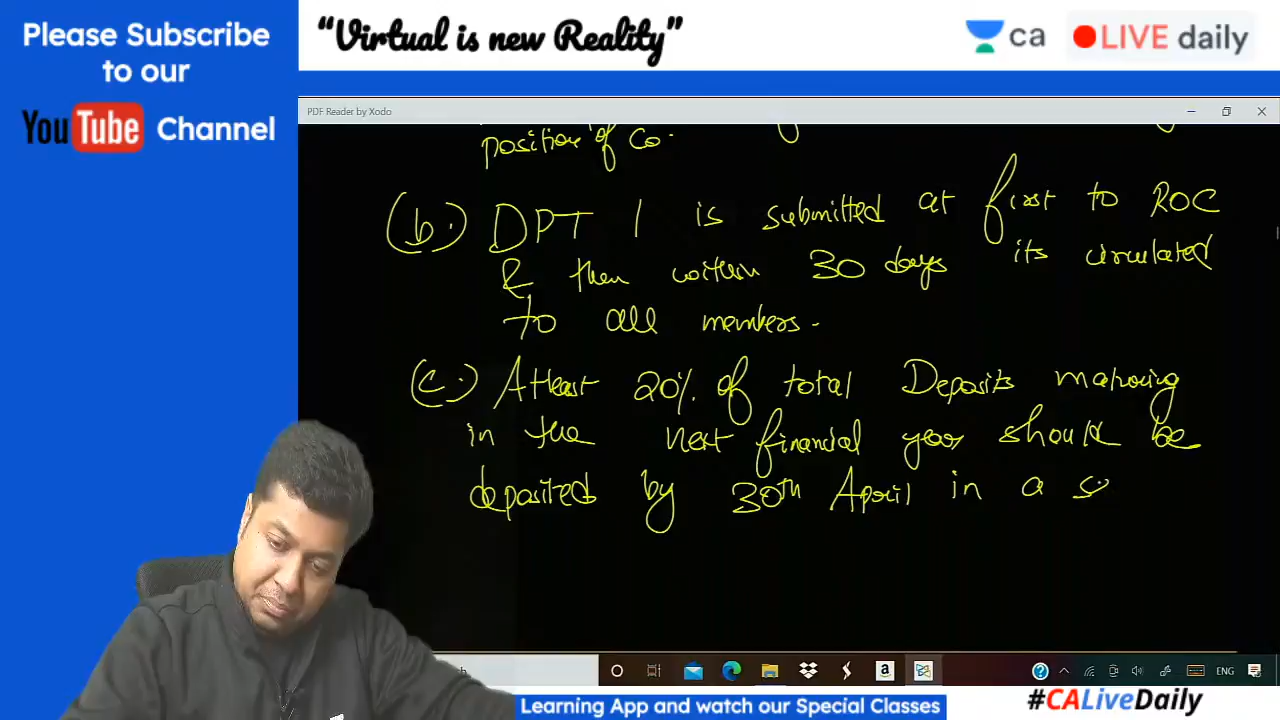 Please Subscribe
to our
YouTube Channel
“Virtual is new Reality”
ca
LIVE daily
PDF Reader by Xodo
position of Co.
(b.) DPT 1 is submitted at first to ROC
& then within 30 days its circulated
to all members.
(c.) Atleast 20% of total Deposits maturing
in the next financial year should be
deposited by 30th April in a s
a
ENG
Learning App and watch our Special Classes
#CALiveDaily